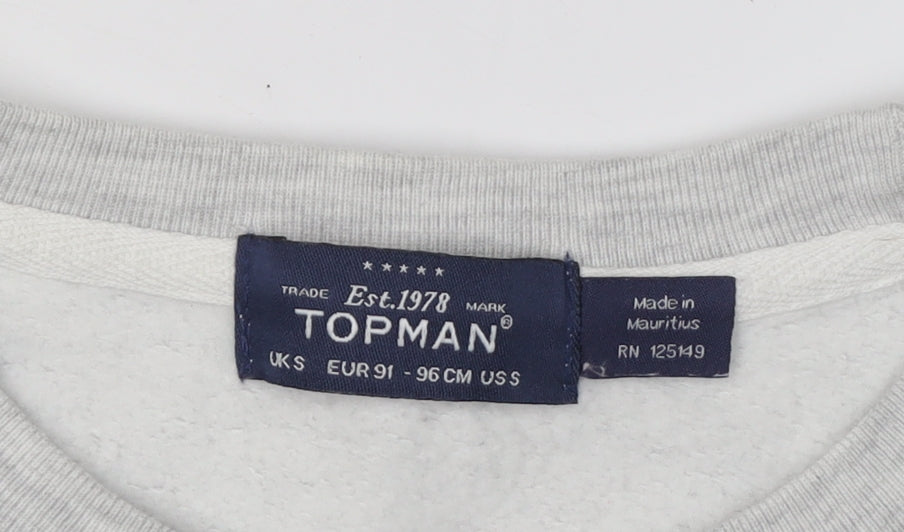 ★★★★★
TRADE Est.1978 MARK
TOPMAN®
UK S EUR 91 - 96 CM US S
Made in
Mauritius
RN 125149